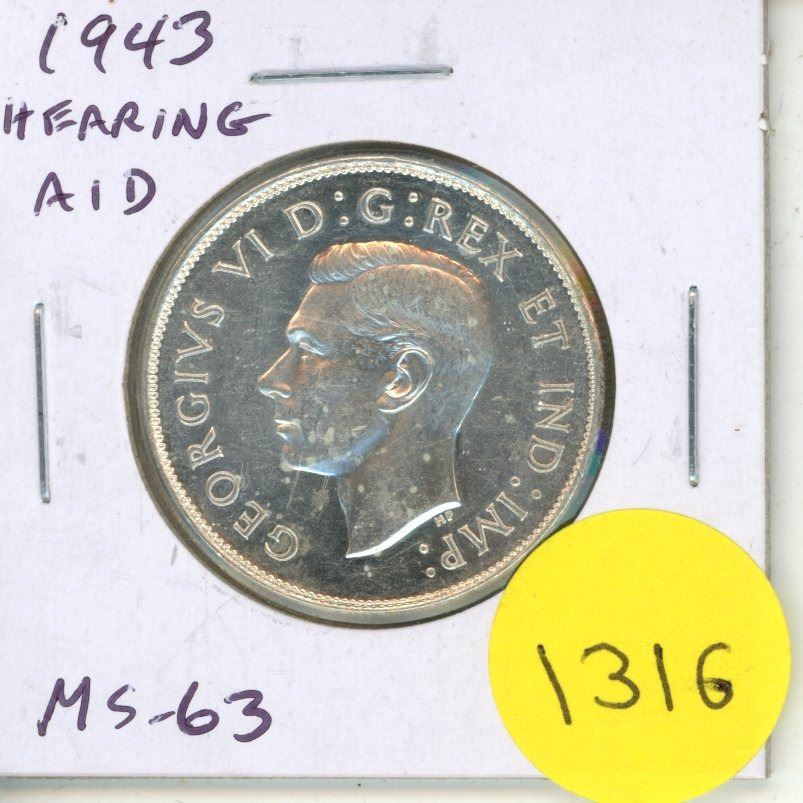 1943
HEARING
AID
GEORGIVS VI D:G:REX ET IND:IMP:
HP
MS-63
1316